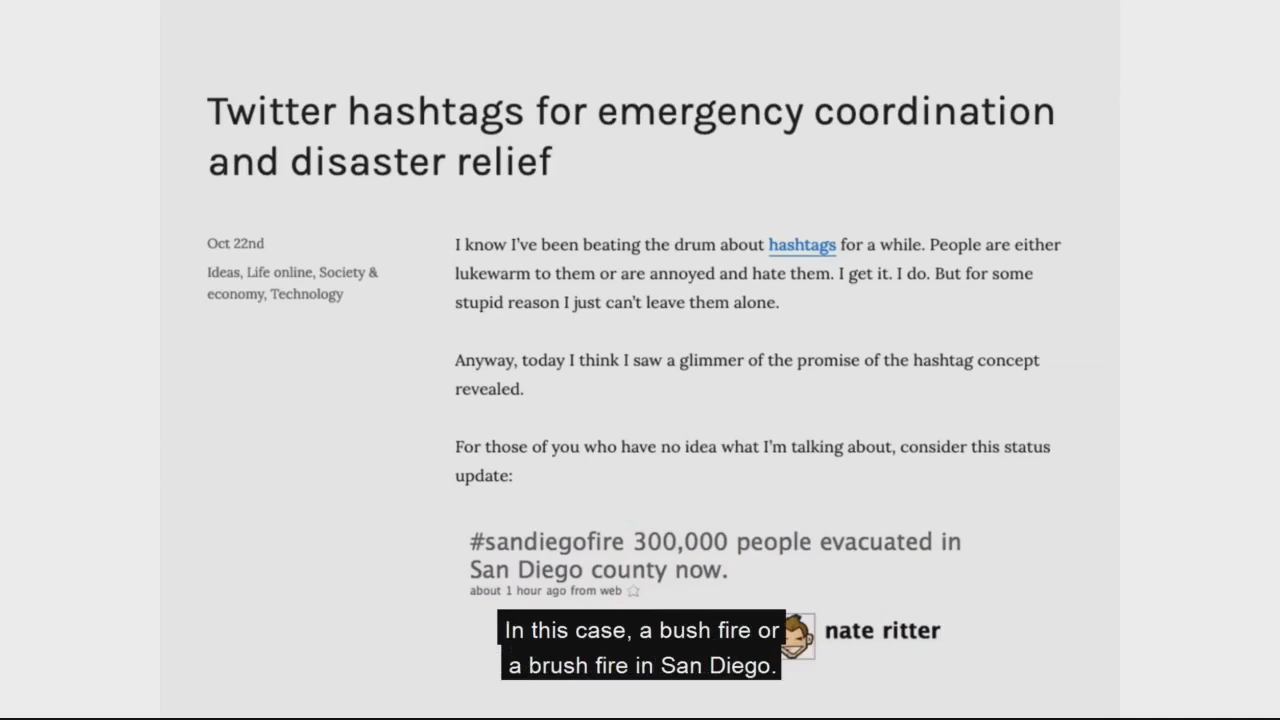 Twitter hashtags for emergency coordination
and disaster relief
Oct 22nd
Ideas, Life online, Society &
economy, Technology
I know I've been beating the drum about hashtags for a while. People are either
lukewarm to them or are annoyed and hate them. I get it. I do. But for some
stupid reason I just can't leave them alone.
Anyway, today I think I saw a glimmer of the promise of the hashtag concept
revealed.
For those of you who have no idea what I'm talking about, consider this status
update:
#sandiegofire 300,000 people evacuated in
San Diego county now.
about 1 hour ago from web
nate ritter
In this case, a bush fire or
a brush fire in San Diego.